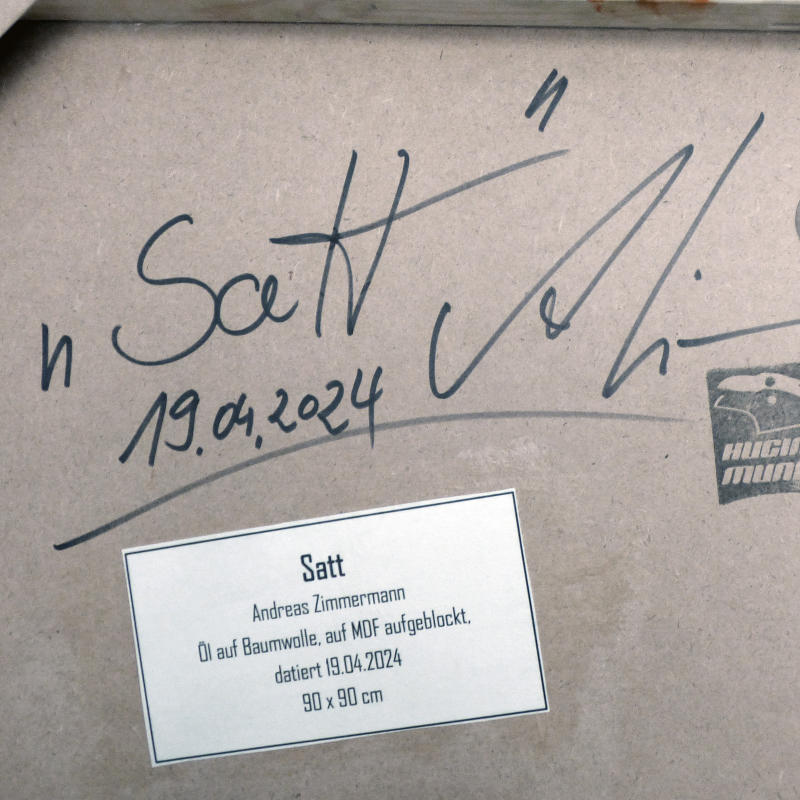 "Satt"
19.04.2024
Satt
Andreas Zimmermann
Öl auf Baumwolle, auf MDF aufgeblockt,
datiert 19.04.2024
90 x 90 cm